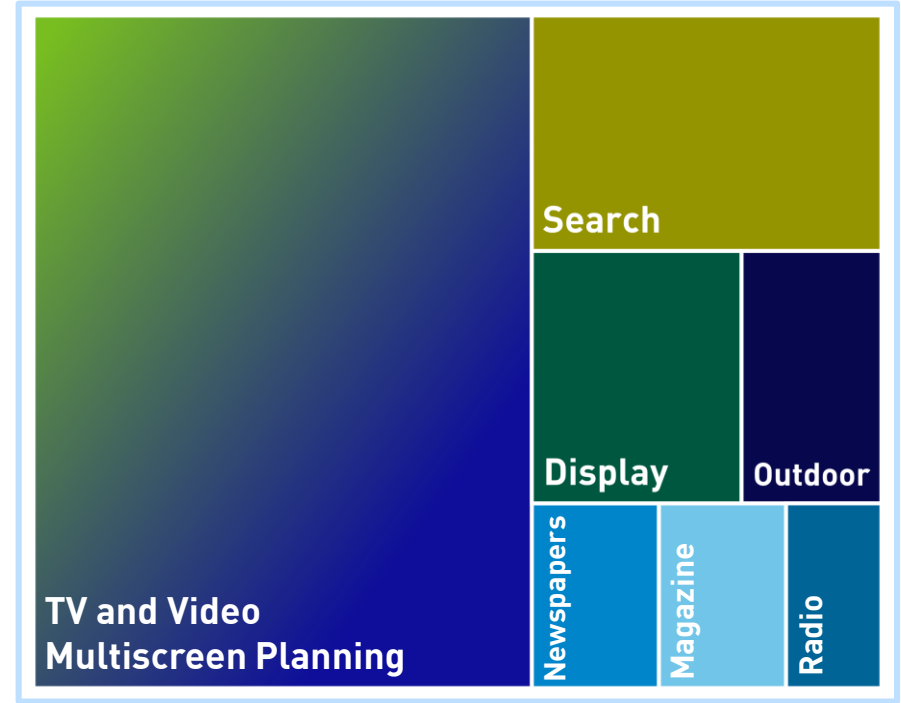 Search
Display
Outdoor
TV and Video
Multiscreen Planning
Newspapers
Magazine
Radio